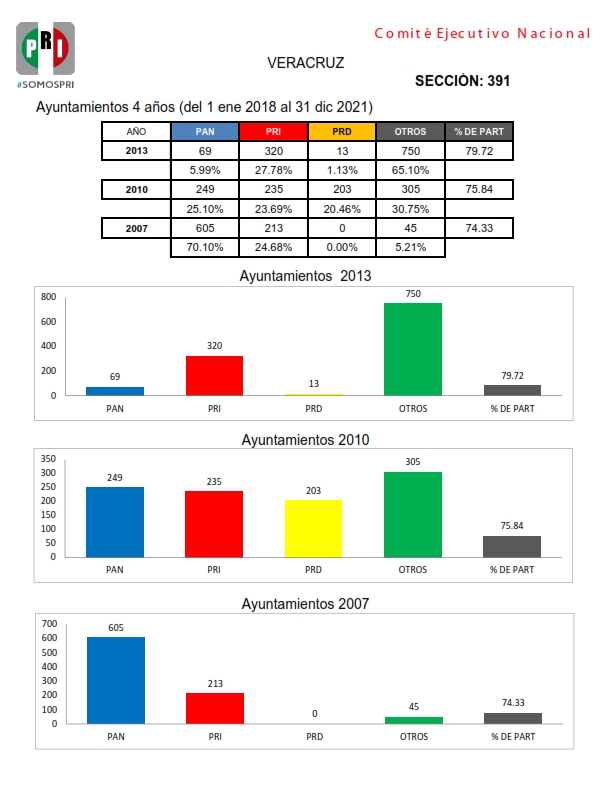 Comité Ejecutivo Nacional
PRI
#SOMOSPRI
VERACRUZ
SECCIÓN: 391
Ayuntamientos 4 años (del 1 ene 2018 al 31 dic 2021)
AÑO PAN PRI PRD OTROS % DE PART
2013 69 320 13 750 79.72
5.99% 27.78% 1.13% 65.10%
2010 249 235 203 305 75.84
25.10% 23.69% 20.46% 30.75%
2007 605 213 0 45 74.33
70.10% 24.68% 0.00% 5.21%
Ayuntamientos 2013
800
600
400
200
0
69 320 13 750 79.72
PAN PRI PRD OTROS % DE PART
Ayuntamientos 2010
350
300
250
200
150
100
50
0
249 235 203 305 75.84
PAN PRI PRD OTROS % DE PART
Ayuntamientos 2007
700
600
500
400
300
200
100
0
605 213 0 45 74.33
PAN PRI PRD OTROS % DE PART